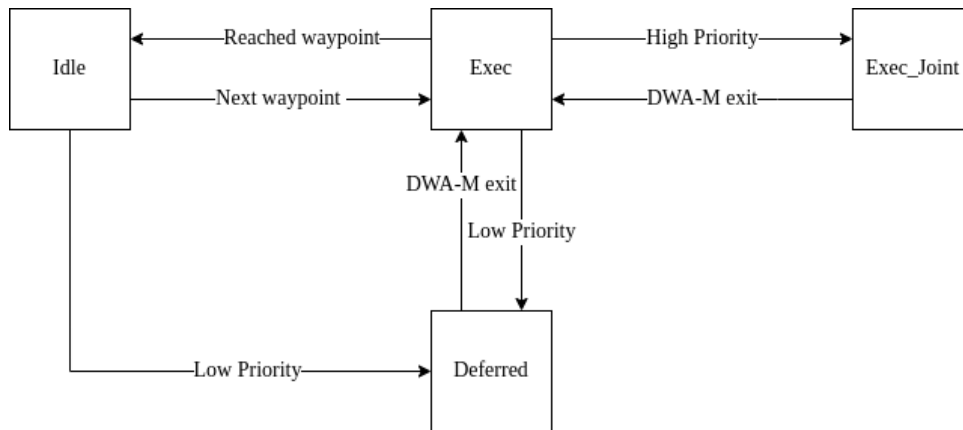 Reached waypoint
High Priority
Idle
Exec
Exec_Joint
Next waypoint
DWA-M exit
DWA-M exit
Low Priority
Low Priority
Deferred